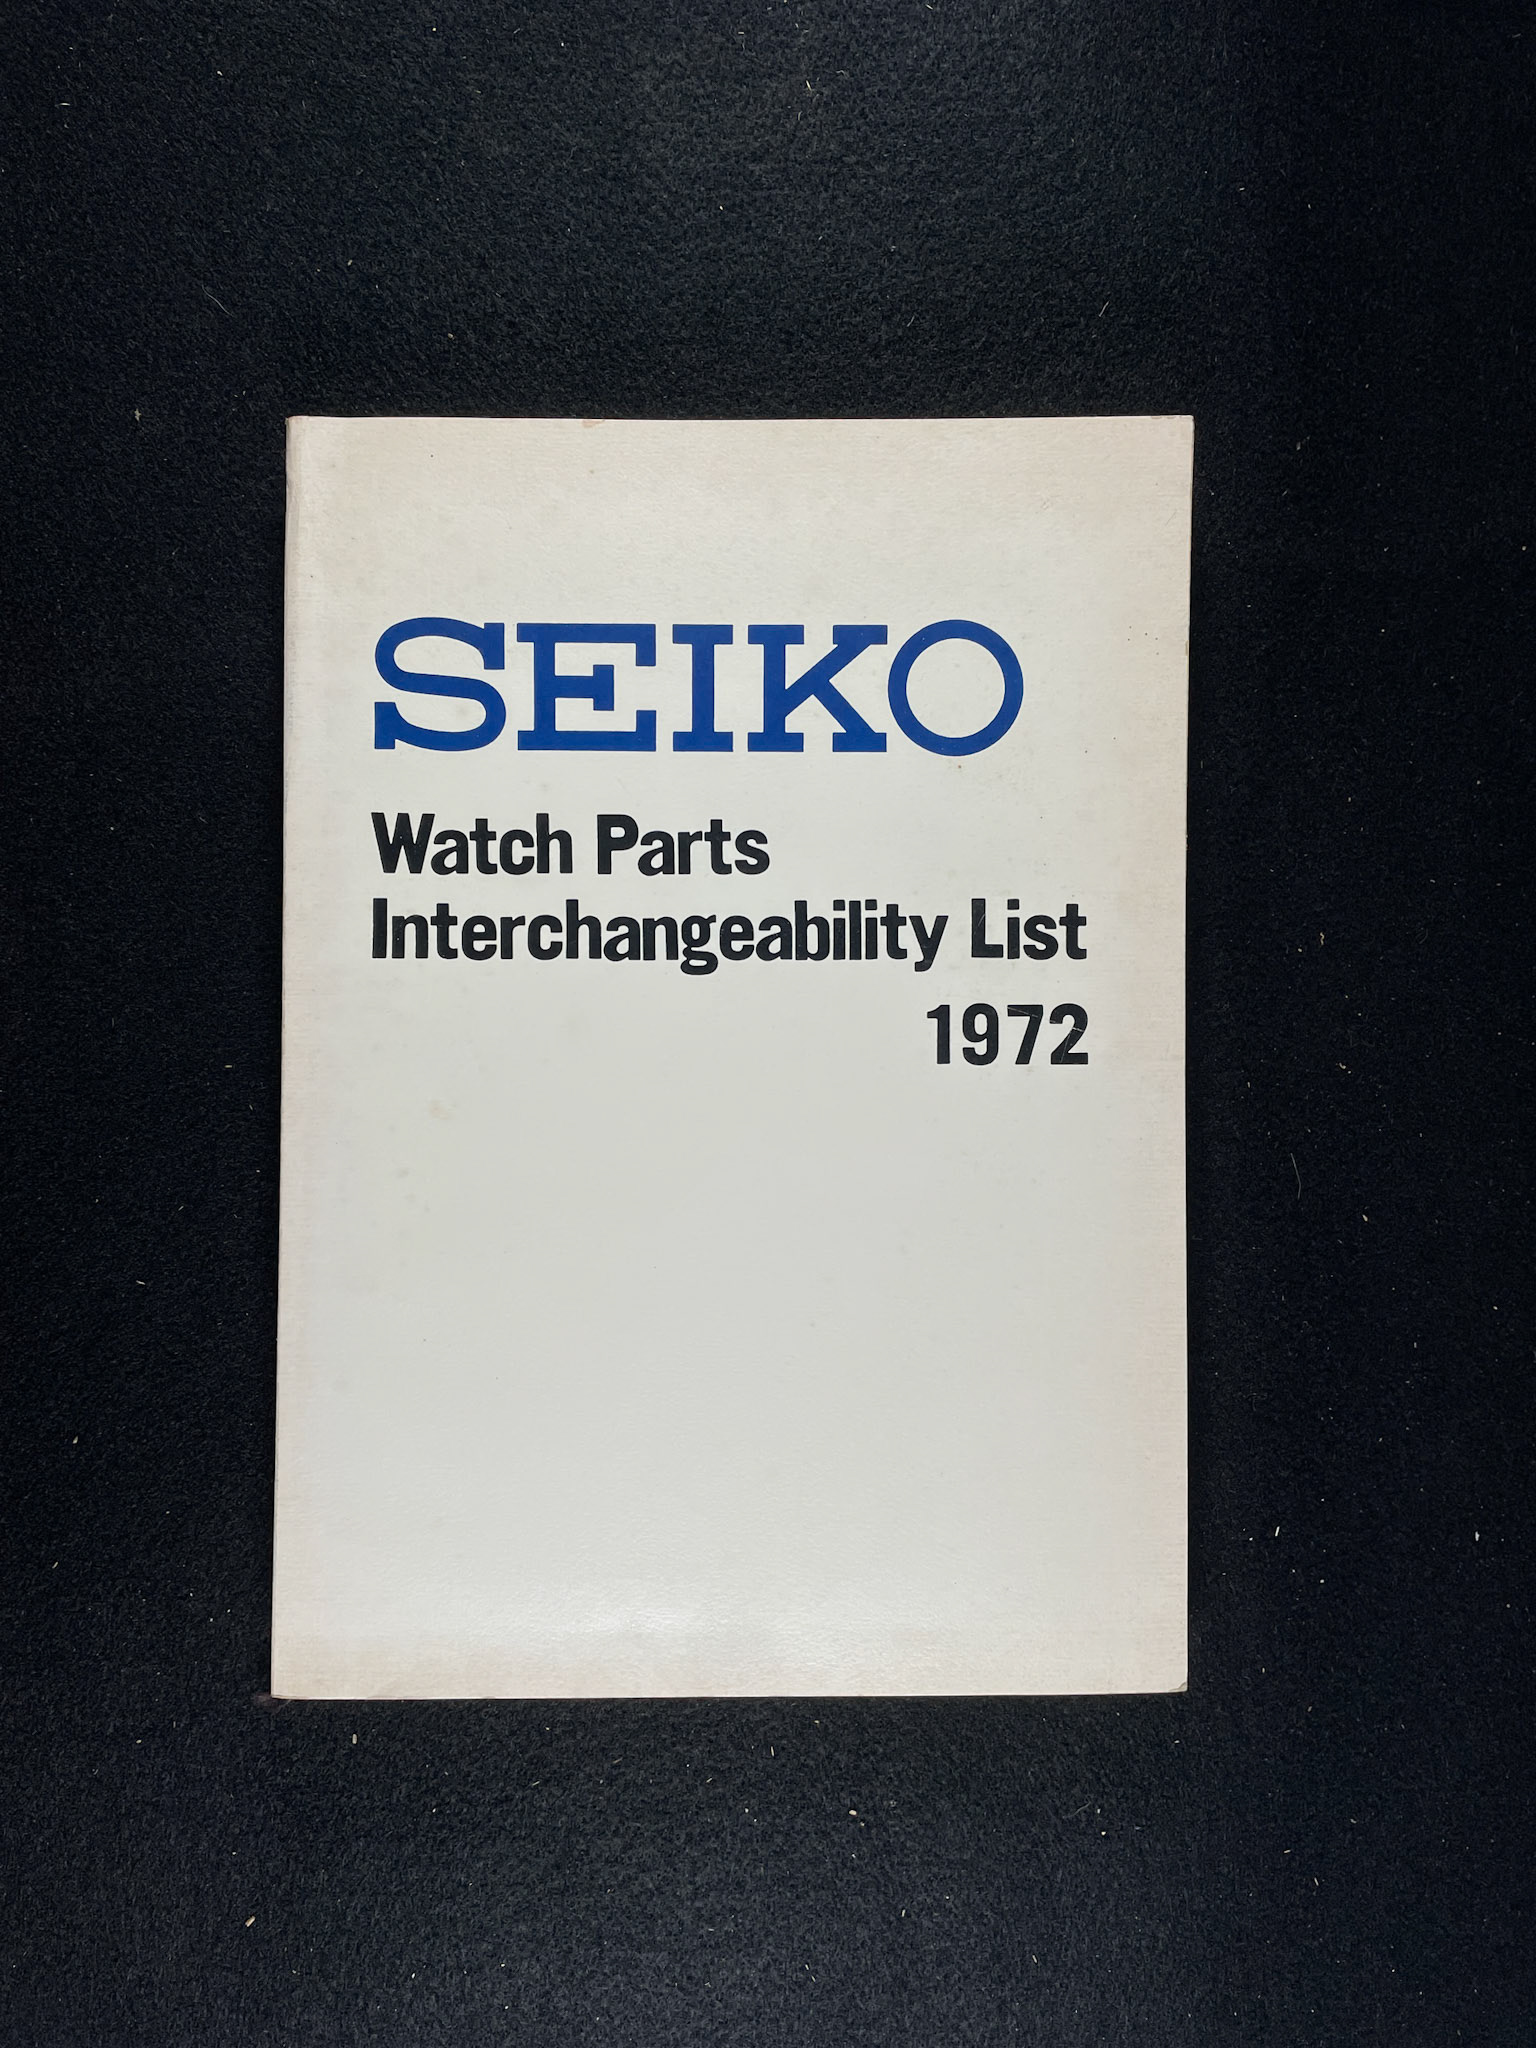 SEIKO
Watch Parts
Interchangeability List
1972